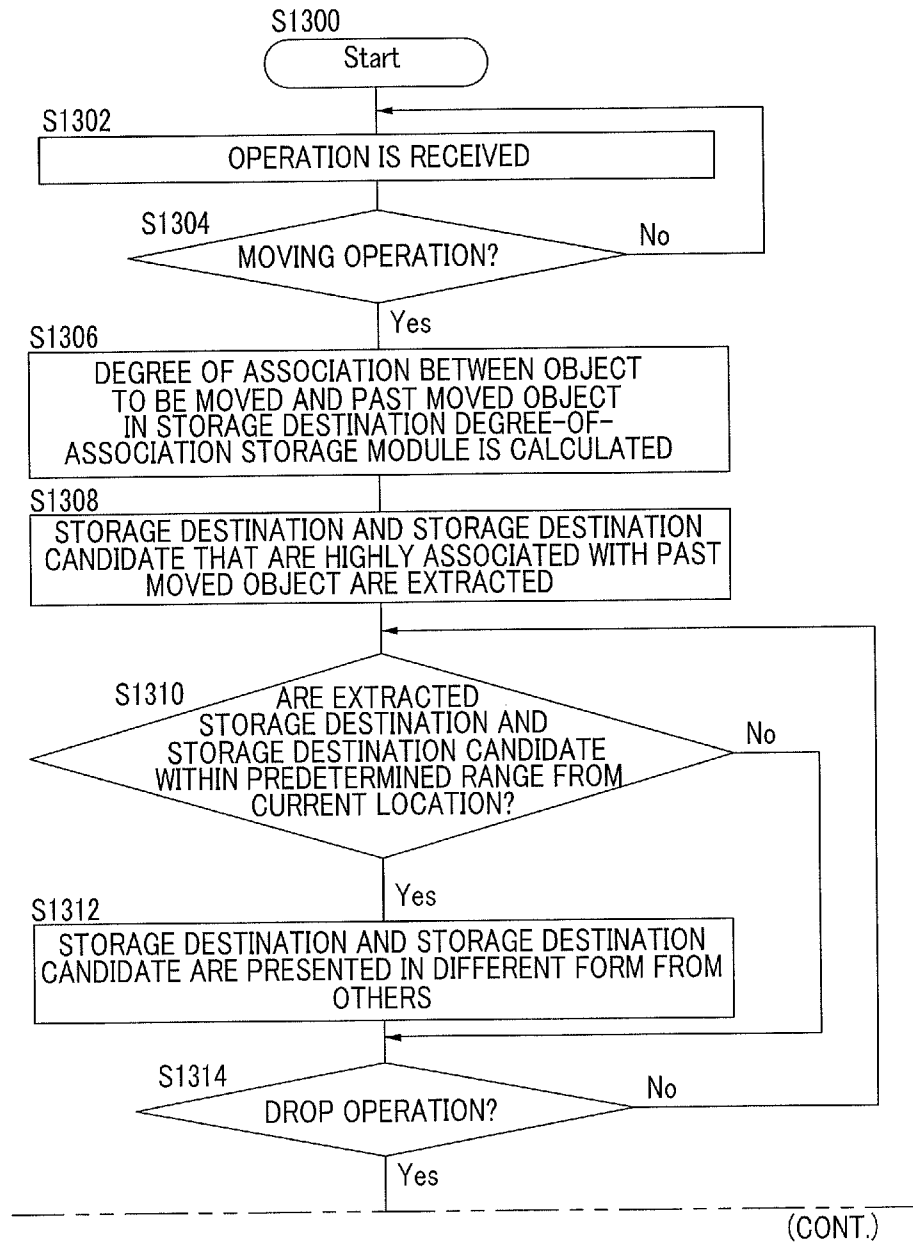 S1300
Start
S1302
OPERATION IS RECEIVED
S1304
MOVING OPERATION?
No
Yes
S1306
DEGREE OF ASSOCIATION BETWEEN OBJECT
TO BE MOVED AND PAST MOVED OBJECT
IN STORAGE DESTINATION DEGREE-OF-
ASSOCIATION STORAGE MODULE IS CALCULATED
S1308
STORAGE DESTINATION AND STORAGE DESTINATION
CANDIDATE THAT ARE HIGHLY ASSOCIATED WITH PAST
MOVED OBJECT ARE EXTRACTED
S1310
ARE EXTRACTED
STORAGE DESTINATION AND
STORAGE DESTINATION CANDIDATE
WITHIN PREDETERMINED RANGE FROM
CURRENT LOCATION?
No
Yes
S1312
STORAGE DESTINATION AND STORAGE DESTINATION
CANDIDATE ARE PRESENTED IN DIFFERENT FORM FROM
OTHERS
S1314
DROP OPERATION?
No
Yes
(CONT.)